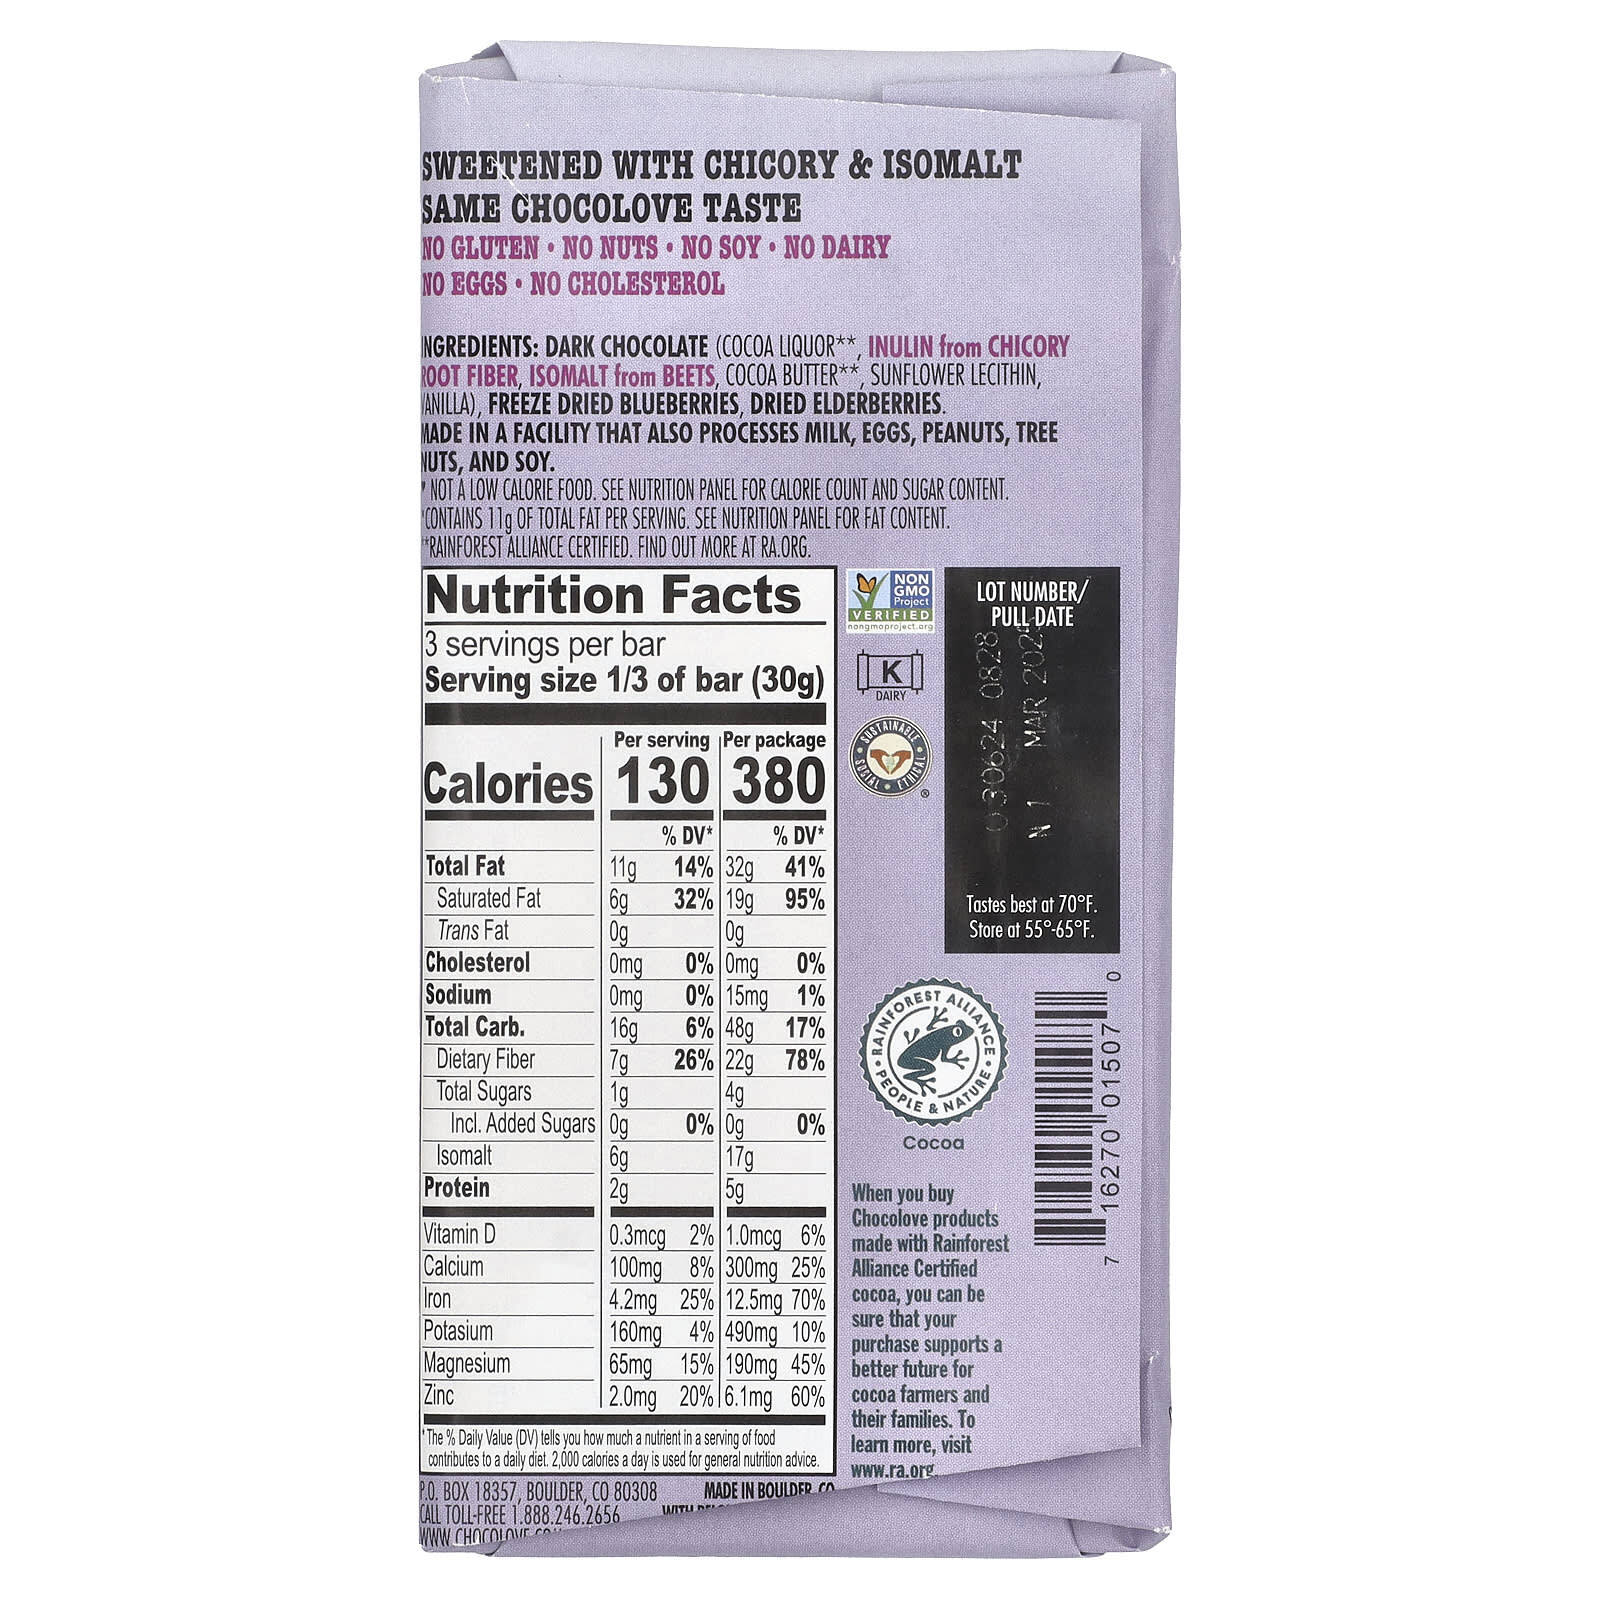 SWEETENED WITH CHICORY & ISOMALT
SAME CHOCOLOVE TASTE
NO GLUTEN • NO NUTS • NO SOY • NO DAIRY
NO EGGS • NO CHOLESTEROL
INGREDIENTS: DARK CHOCOLATE (COCOA LIQUOR**, INULIN from CHICORY
ROOT FIBER, ISOMALT from BEETS, COCOA BUTTER**, SUNFLOWER LECITHIN,
VANILLA), FREEZE DRIED BLUEBERRIES, DRIED ELDERBERRIES.
MADE IN A FACILITY THAT ALSO PROCESSES MILK, EGGS, PEANUTS, TREE
NUTS, AND SOY.
♥ NOT A LOW CALORIE FOOD. SEE NUTRITION PANEL FOR CALORIE COUNT AND SUGAR CONTENT.
*CONTAINS 11g OF TOTAL FAT PER SERVING. SEE NUTRITION PANEL FOR FAT CONTENT.
**RAINFOREST ALLIANCE CERTIFIED. FIND OUT MORE AT RA.ORG.
Nutrition Facts
3 servings per bar
Serving size 1/3 of bar (30g)
Per serving Per package
Calories 130 380
% DV* % DV*
Total Fat 11g 14% 32g 41%
Saturated Fat 6g 32% 19g 95%
Trans Fat 0g 0g
Cholesterol 0mg 0% 0mg 0%
Sodium 0mg 0% 15mg 1%
Total Carb. 16g 6% 48g 17%
Dietary Fiber 7g 26% 22g 78%
Total Sugars 1g 4g
Incl. Added Sugars 0g 0% 0g 0%
Isomalt 6g 17g
Protein 2g 5g
Vitamin D 0.3mcg 2% 1.0mcg 6%
Calcium 100mg 8% 300mg 25%
Iron 4.2mg 25% 12.5mg 70%
Potasium 160mg 4% 490mg 10%
Magnesium 65mg 15% 190mg 45%
Zinc 2.0mg 20% 6.1mg 60%
*The % Daily Value (DV) tells you how much a nutrient in a serving of food
contributes to a daily diet. 2,000 calories a day is used for general nutrition advice.
P.O. BOX 18357, BOULDER, CO 80308
CALL TOLL-FREE 1.888.246.2656
WWW.CHOCOLOVE.CO
MADE IN BOULDER, CO
WITH
NON
GMO
Project
VERIFIED
nongmoproject.org
K
DAIRY
SUSTAINABLE
SOCIAL • ETHICAL
®
LOT NUMBER/
PULL DATE
030624 0828
N1 MAR 202
Tastes best at 70°F.
Store at 55°-65°F.
RAINFOREST ALLIANCE
PEOPLE & NATURE
Cocoa
When you buy
Chocolove products
made with Rainforest
Alliance Certified
cocoa, you can be
sure that your
purchase supports a
better future for
cocoa farmers and
their families. To
learn more, visit
www.ra.org.
7 16270 01507 0